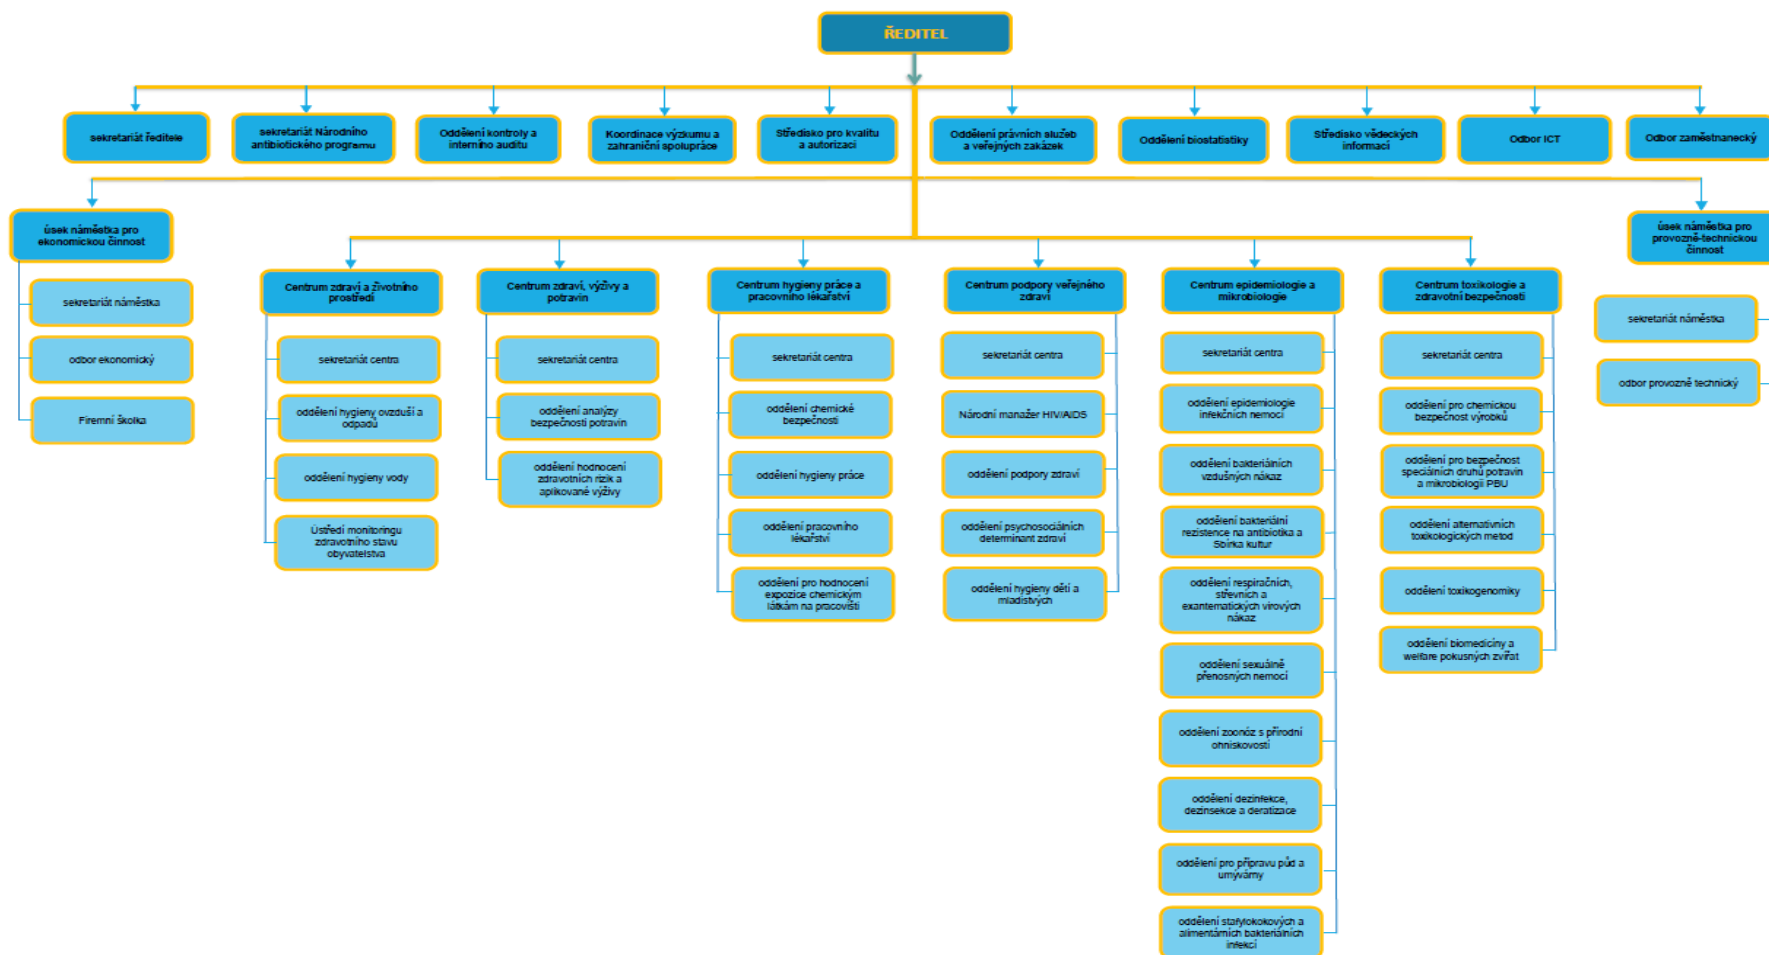 ŘEDITEL
sekretariát ředitele
sekretariát Národního
antibiotického programu
Oddělení kontroly a
interního auditu
Koordinace výzkumu a
zahraniční spolupráce
Středisko pro kvalitu
a autorizaci
Oddělení právních služeb
a veřejných zakázek
Oddělení biostatistiky
Středisko vědeckých
informací
Odbor ICT
Odbor zaměstnanecký
úsek náměstka pro
ekonomickou činnost
úsek náměstka pro
provozně-technickou
činnost
sekretariát náměstka
odbor ekonomický
Firemní školka
Centrum zdraví a životního
prostředí
sekretariát centra
oddělení hygieny ovzduší a
odpadů
oddělení hygieny vody
Ústředí monitoringu
zdravotního stavu
obyvatelstva
Centrum zdraví, výživy a
potravin
sekretariát centra
oddělení analýzy
bezpečnosti potravin
oddělení hodnocení
zdravotních rizik a
aplikované výživy
Centrum hygieny práce a
pracovního lékařství
sekretariát centra
oddělení chemické
bezpečnosti
oddělení hygieny práce
oddělení pracovního
lékařství
oddělení pro hodnocení
expozice chemickým
látkám na pracovišti
Centrum podpory veřejného
zdraví
sekretariát centra
Národní manažer HIV/AIDS
oddělení podpory zdraví
oddělení psychosociálních
determinant zdraví
oddělení hygieny dětí a
mladistvých
Centrum epidemiologie a
mikrobiologie
sekretariát centra
oddělení epidemiologie
infekčních nemocí
oddělení bakteriálních
vzdušných nákaz
oddělení bakteriální
rezistence na antibiotika a
Sbírka kultur
oddělení respiračních,
střevních a
exantematických virových
nákaz
oddělení sexuálně
přenosných nemocí
oddělení zoonóz s přírodní
ohniskovostí
oddělení dezinfekce,
dezinsekce a deratizace
oddělení pro přípravu půd a
umývárny
oddělení stafylokokových a
alimentárních bakteriálních
infekcí
Centrum toxikologie a
zdravotní bezpečnosti
sekretariát centra
oddělení pro chemickou
bezpečnost výrobků
oddělení pro bezpečnost
speciálních druhů potravin
a mikrobiologii PBU
oddělení alternativních
toxikologických metod
oddělení toxikogenomiky
oddělení biomedicíny a
welfare pokusných zvířat
sekretariát náměstka
odbor provozně technický